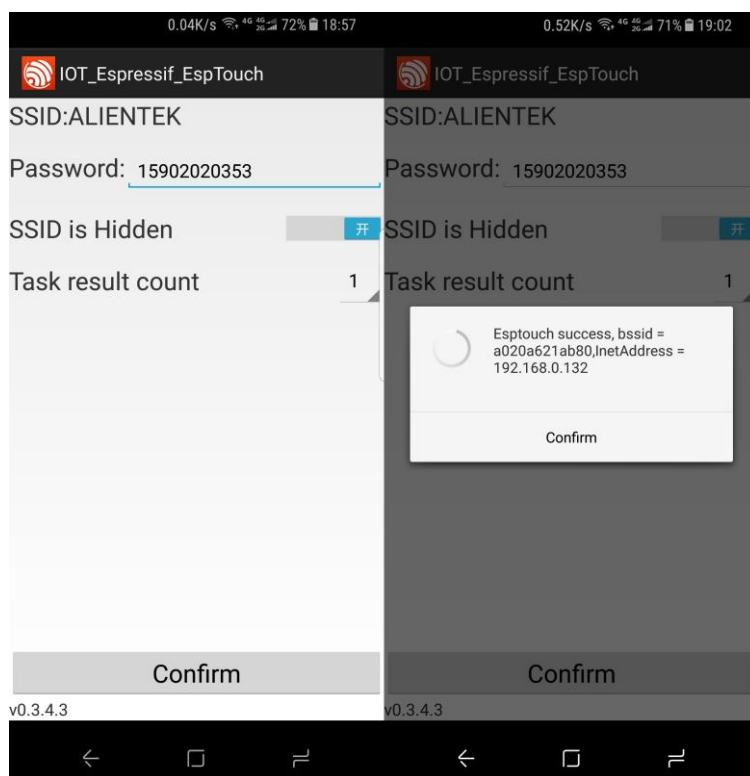 0.04K/s 4G 4G 2G 72% 18:57
IOT_Espressif_EspTouch
SSID:ALIENTEK
Password: 15902020353
SSID is Hidden 开
Task result count 1
Confirm
v0.3.4.3
0.52K/s 4G 4G 2G 71% 19:02
IOT_Espressif_EspTouch
SSID:ALIENTEK
Password: 15902020353
SSID is Hidden 开
Task result count 1
Esptouch success, bssid =
a020a621ab80,InetAddress =
192.168.0.132
Confirm
Confirm
v0.3.4.3